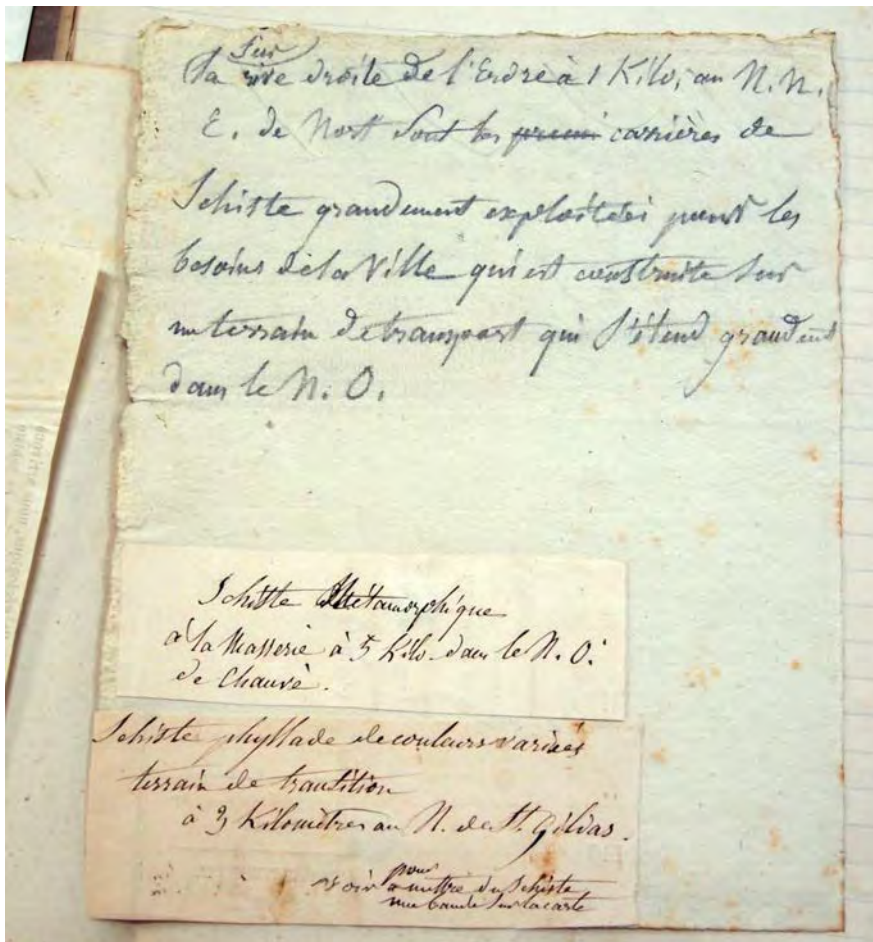 Sur
la rive droite de l'Erdre à 1 Kilo, au N. N.
E. de Nort sont les premi carrières de
Schiste grandement exploitées pour les
besoins de la Ville qui est construite sur
un terrain de transport qui s'étend grandement
dans le N. O.
Schiste Métamorphique
à la Masserie à 5 Kilo. dans le N. O.
de Chauvé.
Schiste phyllade de couleurs variées
terrain de transition
à 3 Kilomètres au N. de St. Gildas.
pour
voir à mettre du Schiste
une bande sur la carte